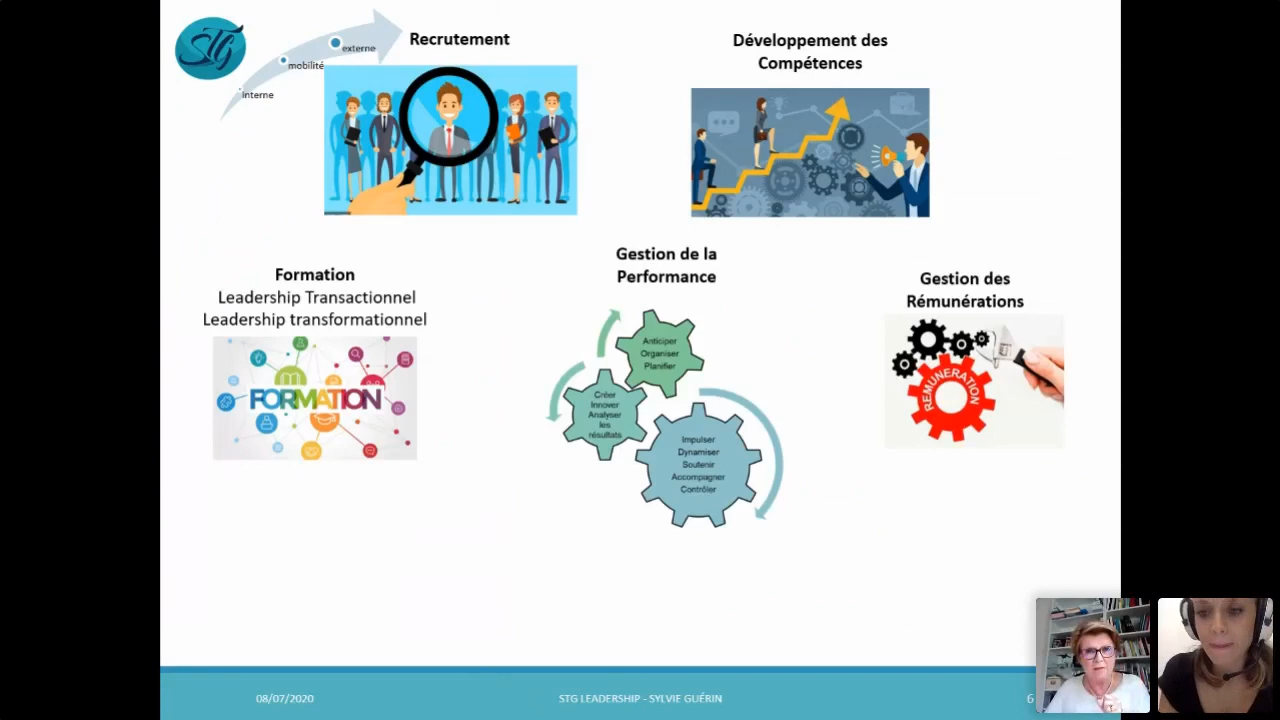 STG
externe
mobilité
Interne
Recrutement
Développement des
Compétences
Formation
Leadership Transactionnel
Leadership transformationnel
FORMATION
Gestion de la
Performance
Anticiper
Organiser
Planifier
Créer
Innover
Analyser
les
résultats
Impulser
Dynamiser
Soutenir
Accompagner
Contrôler
Gestion des
Rémunérations
REMUNERATION
08/07/2020
STG LEADERSHIP - SYLVIE GUÉRIN
6